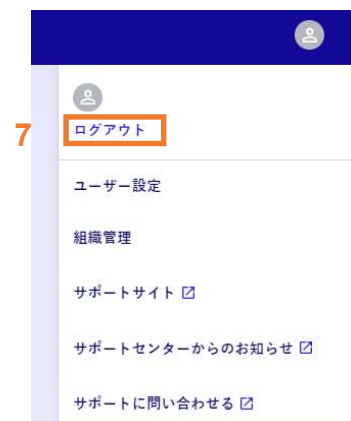 7
ログアウト
ユーザー設定
組織管理
サポートサイト
サポートセンターからのお知らせ
サポートに問い合わせる